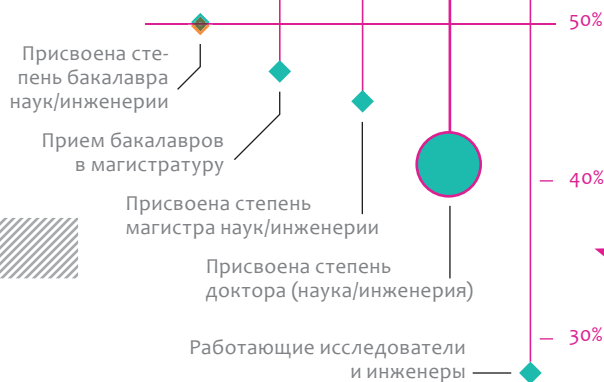 50%
Присвоена сте-
пень бакалавра
наук/инженерии
Прием бакалавров
в магистратуру
40%
Присвоена степень
магистра наук/инженерии
Присвоена степень
доктора (наука/инженерия)
30%
Работающие исследователи
и инженеры